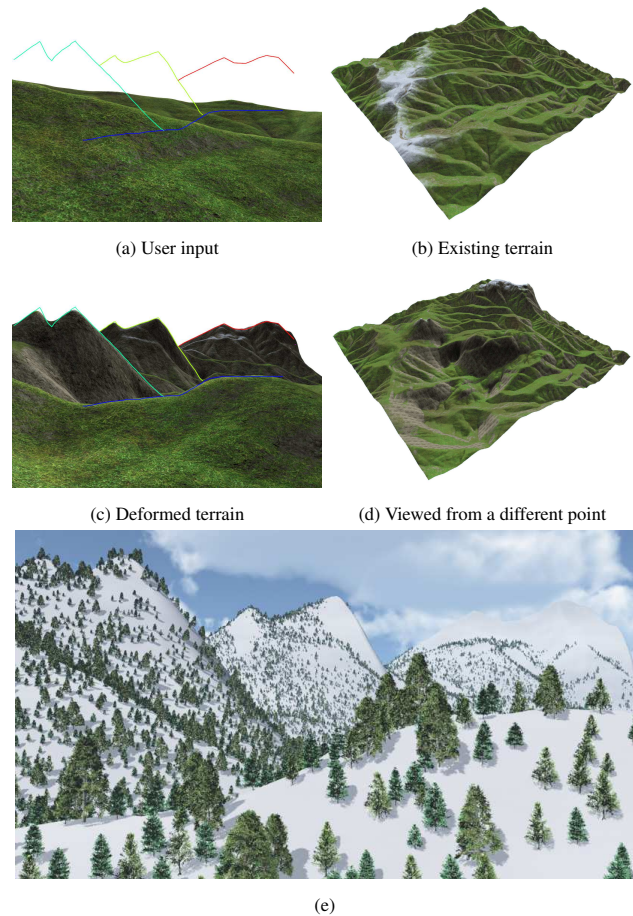 (a) User input
(b) Existing terrain
(c) Deformed terrain
(d) Viewed from a different point
(e)